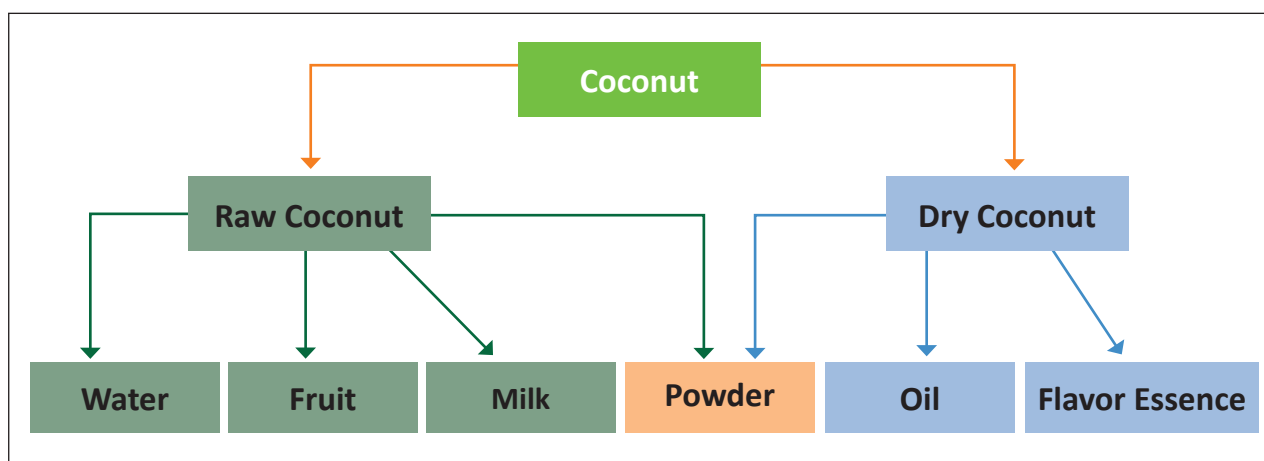 Coconut
Raw Coconut
Dry Coconut
Water
Fruit
Milk
Powder
Oil
Flavor Essence